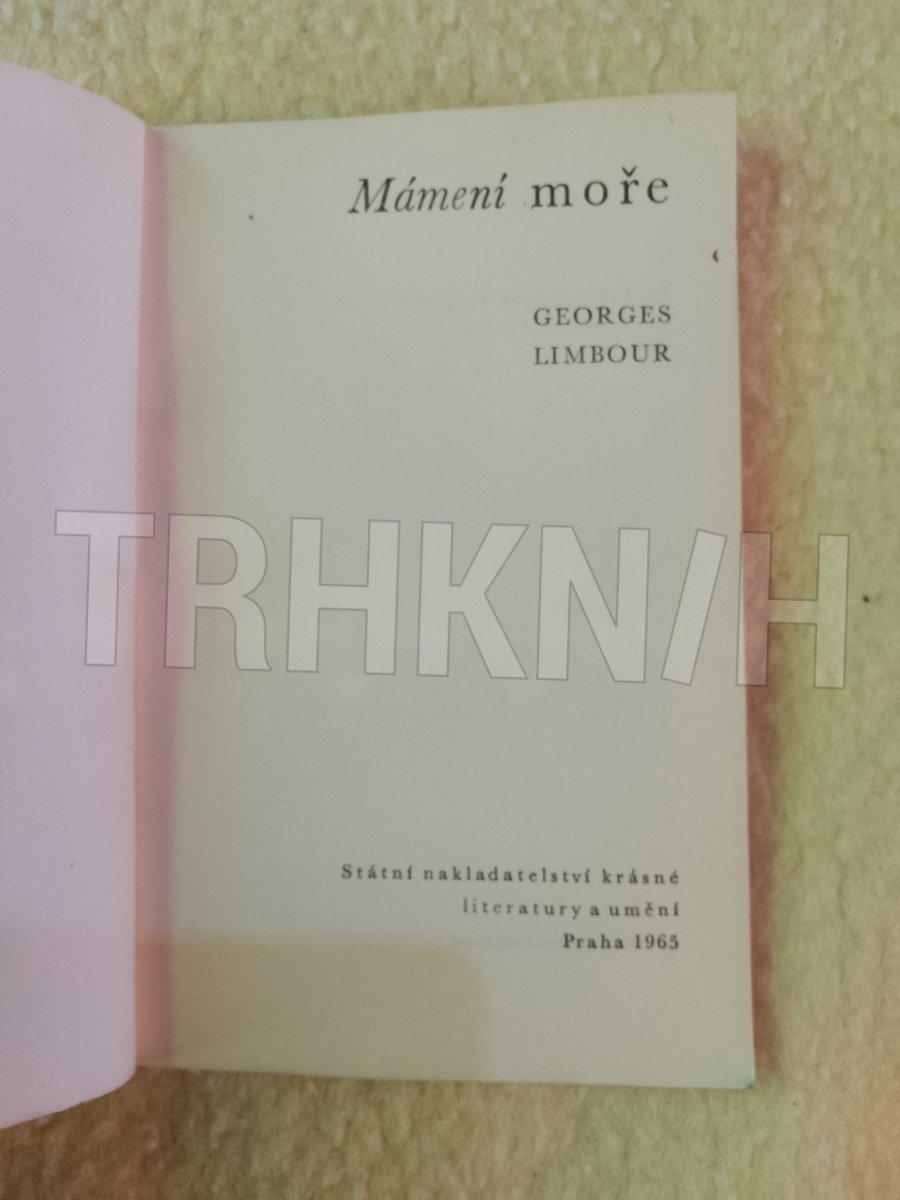 Mámení moře
GEORGES
LIMBOUR
TRHKNIH
Státní nakladatelství krásné
literatury a umění
Praha 1965